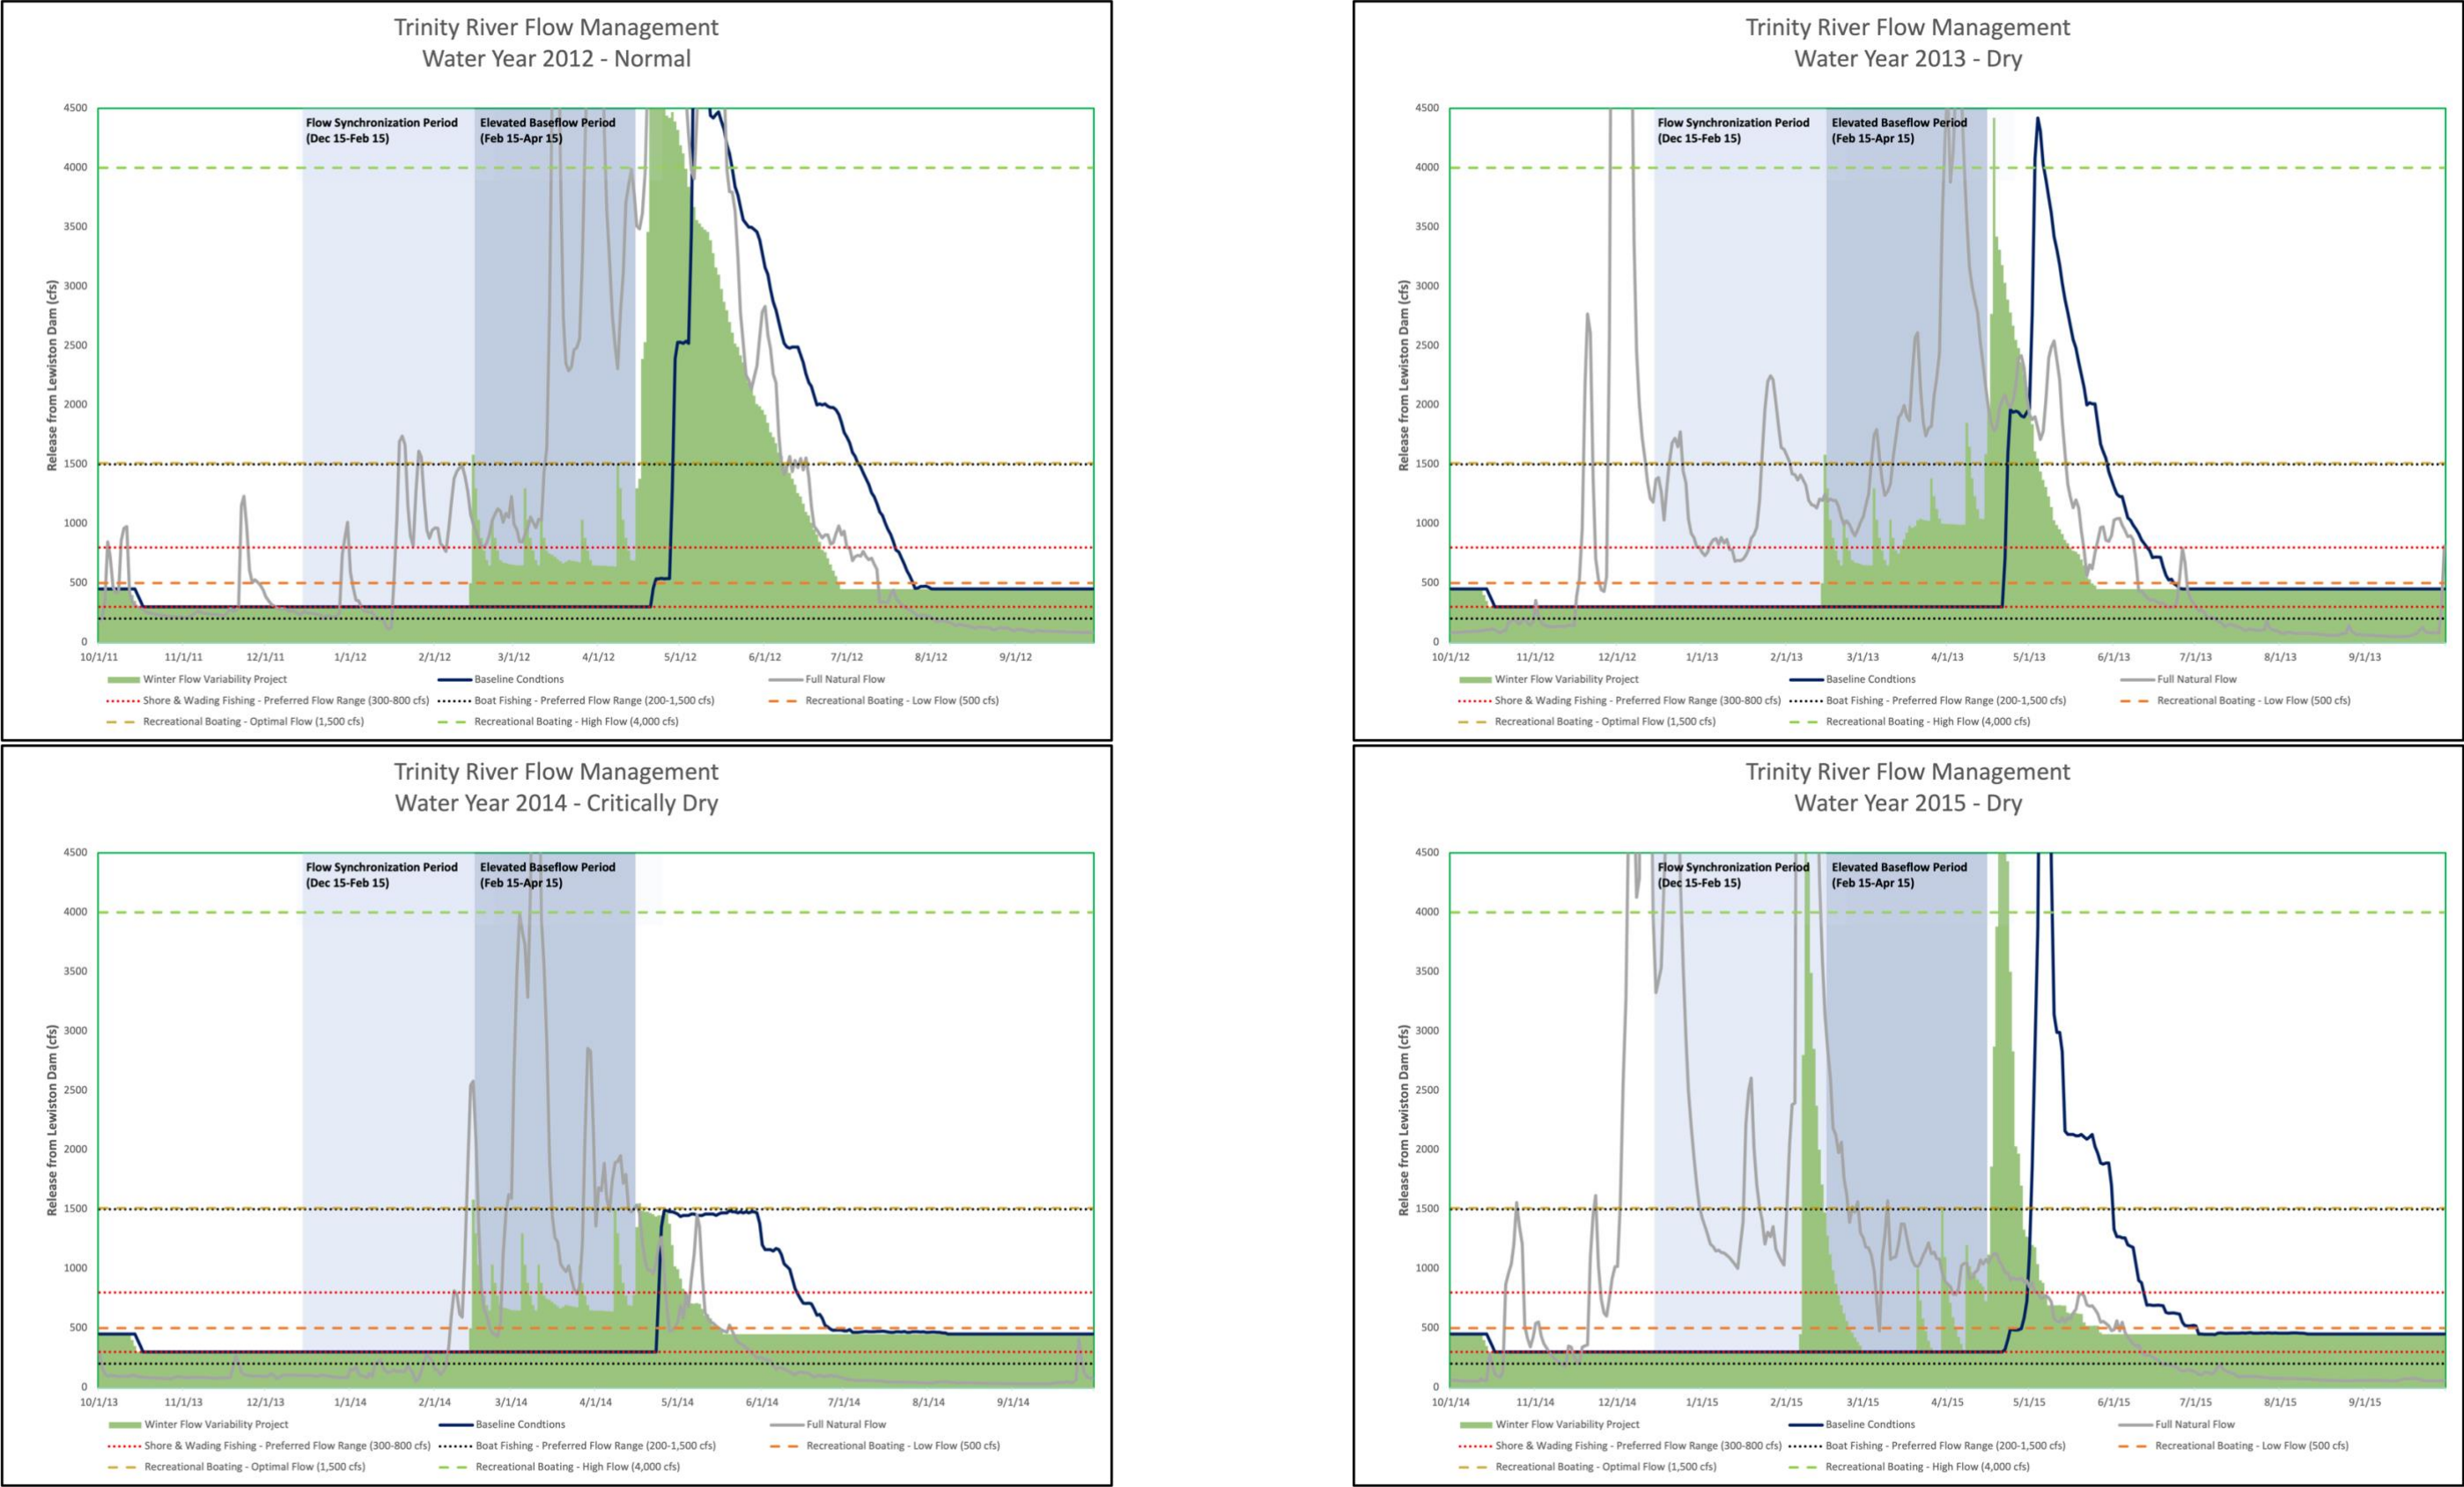 Trinity River Flow Management
Water Year 2012 - Normal
Release from Lewiston Dam (cfs)
4500
4000
3500
3000
2500
2000
1500
1000
500
0
Flow Synchronization Period
(Dec 15-Feb 15)
Elevated Baseflow Period
(Feb 15-Apr 15)
10/1/11 11/1/11 12/1/11 1/1/12 2/1/12 3/1/12 4/1/12 5/1/12 6/1/12 7/1/12 8/1/12 9/1/12
Winter Flow Variability Project Baseline Condtions Full Natural Flow
Shore & Wading Fishing - Preferred Flow Range (300-800 cfs) Boat Fishing - Preferred Flow Range (200-1,500 cfs) Recreational Boating - Low Flow (500 cfs)
Recreational Boating - Optimal Flow (1,500 cfs) Recreational Boating - High Flow (4,000 cfs)
Trinity River Flow Management
Water Year 2013 - Dry
Release from Lewiston Dam (cfs)
4500
4000
3500
3000
2500
2000
1500
1000
500
0
Flow Synchronization Period
(Dec 15-Feb 15)
Elevated Baseflow Period
(Feb 15-Apr 15)
10/1/12 11/1/12 12/1/12 1/1/13 2/1/13 3/1/13 4/1/13 5/1/13 6/1/13 7/1/13 8/1/13 9/1/13
Winter Flow Variability Project Baseline Condtions Full Natural Flow
Shore & Wading Fishing - Preferred Flow Range (300-800 cfs) Boat Fishing - Preferred Flow Range (200-1,500 cfs) Recreational Boating - Low Flow (500 cfs)
Recreational Boating - Optimal Flow (1,500 cfs) Recreational Boating - High Flow (4,000 cfs)
Trinity River Flow Management
Water Year 2014 - Critically Dry
Release from Lewiston Dam (cfs)
4500
4000
3500
3000
2500
2000
1500
1000
500
0
Flow Synchronization Period
(Dec 15-Feb 15)
Elevated Baseflow Period
(Feb 15-Apr 15)
10/1/13 11/1/13 12/1/13 1/1/14 2/1/14 3/1/14 4/1/14 5/1/14 6/1/14 7/1/14 8/1/14 9/1/14
Winter Flow Variability Project Baseline Condtions Full Natural Flow
Shore & Wading Fishing - Preferred Flow Range (300-800 cfs) Boat Fishing - Preferred Flow Range (200-1,500 cfs) Recreational Boating - Low Flow (500 cfs)
Recreational Boating - Optimal Flow (1,500 cfs) Recreational Boating - High Flow (4,000 cfs)
Trinity River Flow Management
Water Year 2015 - Dry
Release from Lewiston Dam (cfs)
4500
4000
3500
3000
2500
2000
1500
1000
500
0
Flow Synchronization Period
(Dec 15-Feb 15)
Elevated Baseflow Period
(Feb 15-Apr 15)
10/1/14 11/1/14 12/1/14 1/1/15 2/1/15 3/1/15 4/1/15 5/1/15 6/1/15 7/1/15 8/1/15 9/1/15
Winter Flow Variability Project Baseline Condtions Full Natural Flow
Shore & Wading Fishing - Preferred Flow Range (300-800 cfs) Boat Fishing - Preferred Flow Range (200-1,500 cfs) Recreational Boating - Low Flow (500 cfs)
Recreational Boating - Optimal Flow (1,500 cfs) Recreational Boating - High Flow (4,000 cfs)